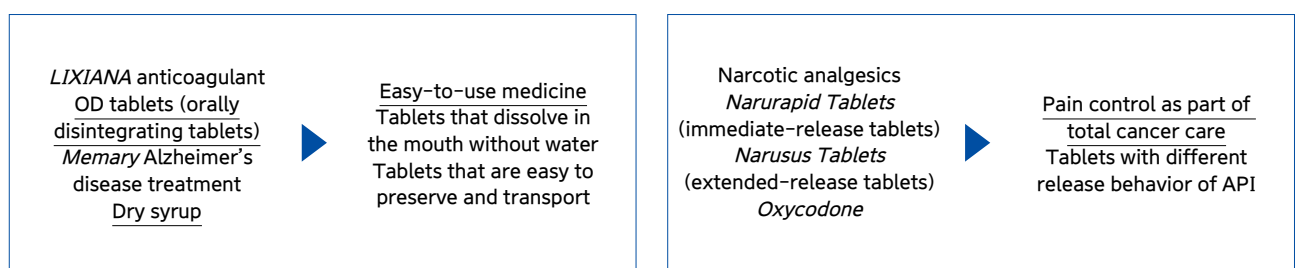 LIXIANA anticoagulant
OD tablets (orally
disintegrating tablets)
Memary Alzheimer's
disease treatment
Dry syrup
Easy-to-use medicine
Tablets that dissolve in
the mouth without water
Tablets that are easy to
preserve and transport
Narcotic analgesics
Narurapid Tablets
(immediate-release tablets)
Narusus Tablets
(extended-release tablets)
Oxycodone
Pain control as part of
total cancer care
Tablets with different
release behavior of API